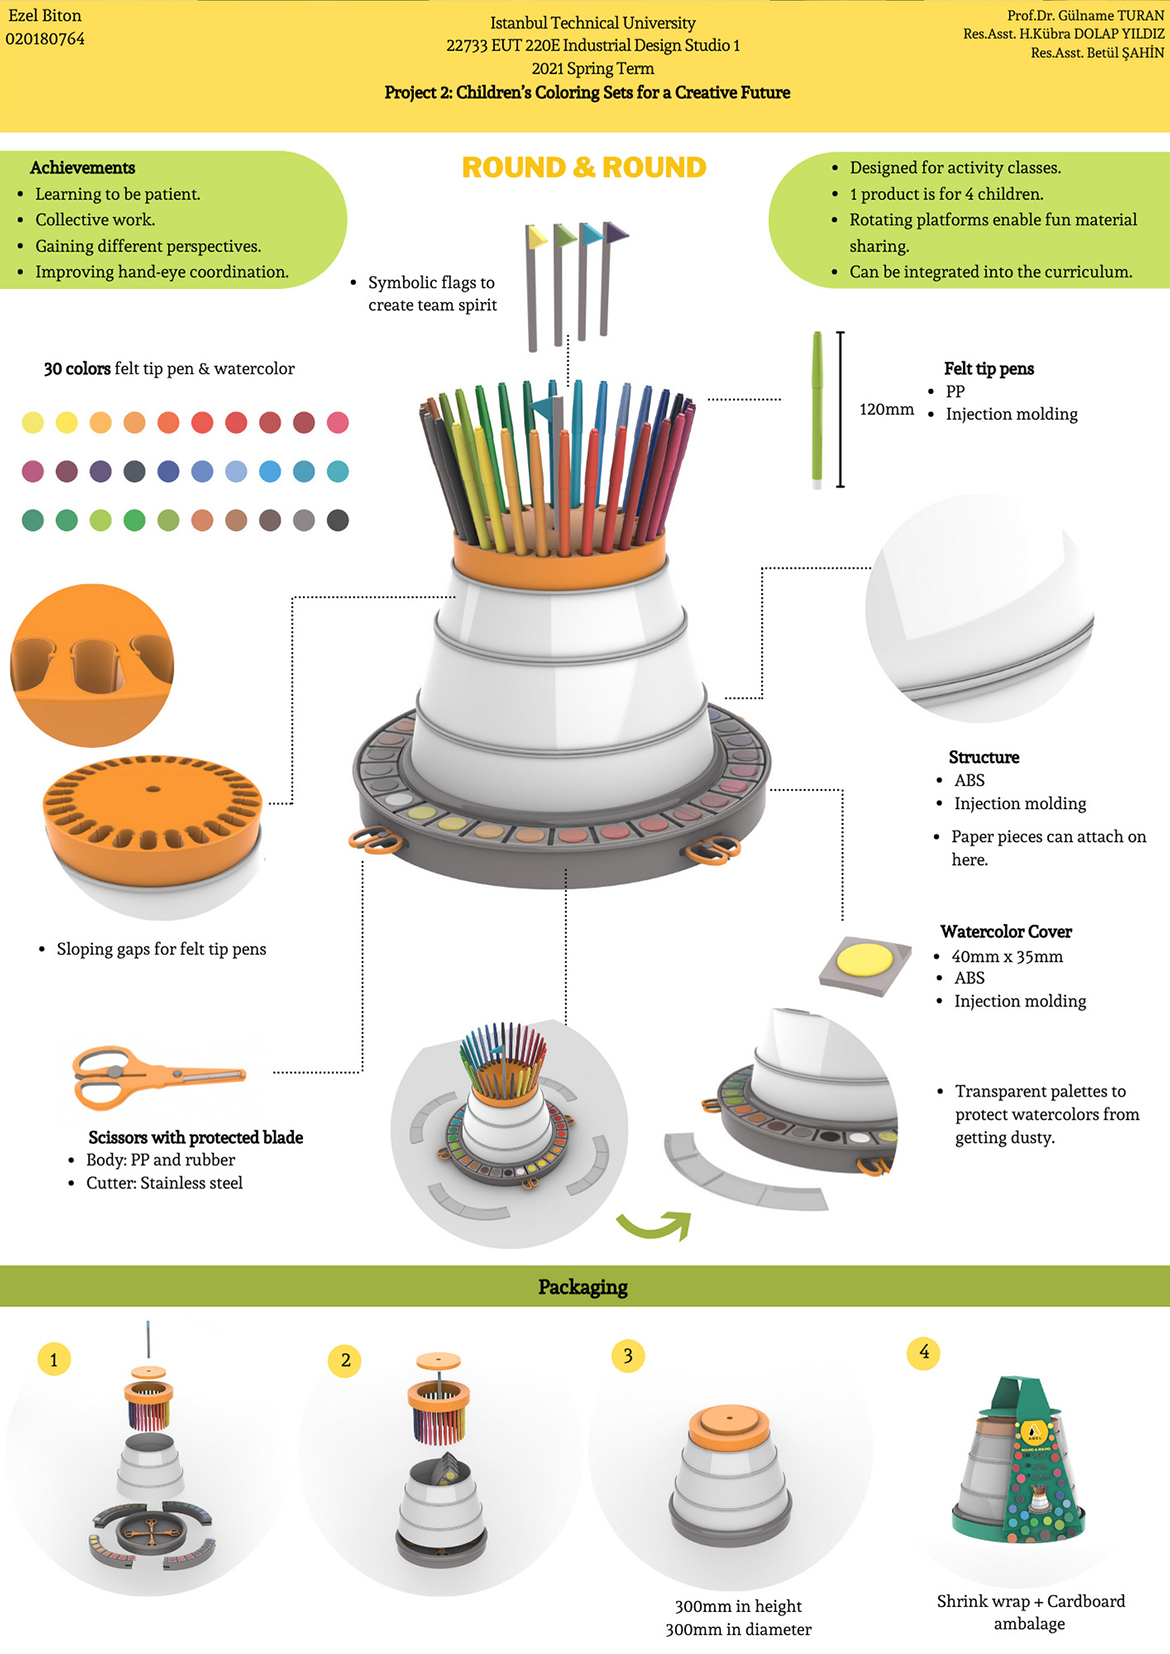 Ezel Biton
020180764
Istanbul Technical University
22733 EUT 220E Industrial Design Studio 1
2021 Spring Term
Project 2: Children's Coloring Sets for a Creative Future
Prof.Dr. Gülname TURAN
Res.Asst. H.Kübra DOLAP YILDIZ
Res.Asst. Betül ŞAHİN
Achievements
• Learning to be patient.
• Collective work.
• Gaining different perspectives.
• Improving hand-eye coordination.
ROUND & ROUND
• Designed for activity classes.
• 1 product is for 4 children.
• Rotating platforms enable fun material
sharing.
• Can be integrated into the curriculum.
• Symbolic flags to
create team spirit
30 colors felt tip pen & watercolor
120mm
Felt tip pens
• PP
• Injection molding
Structure
• ABS
• Injection molding
• Paper pieces can attach on
here.
• Sloping gaps for felt tip pens
Watercolor Cover
• 40mm x 35mm
• ABS
• Injection molding
Scissors with protected blade
• Body: PP and rubber
• Cutter: Stainless steel
• Transparent palettes to
protect watercolors from
getting dusty.
Packaging
1
2
3
4
ROUND & ROUND
300mm in height
300mm in diameter
Shrink wrap + Cardboard
ambalage